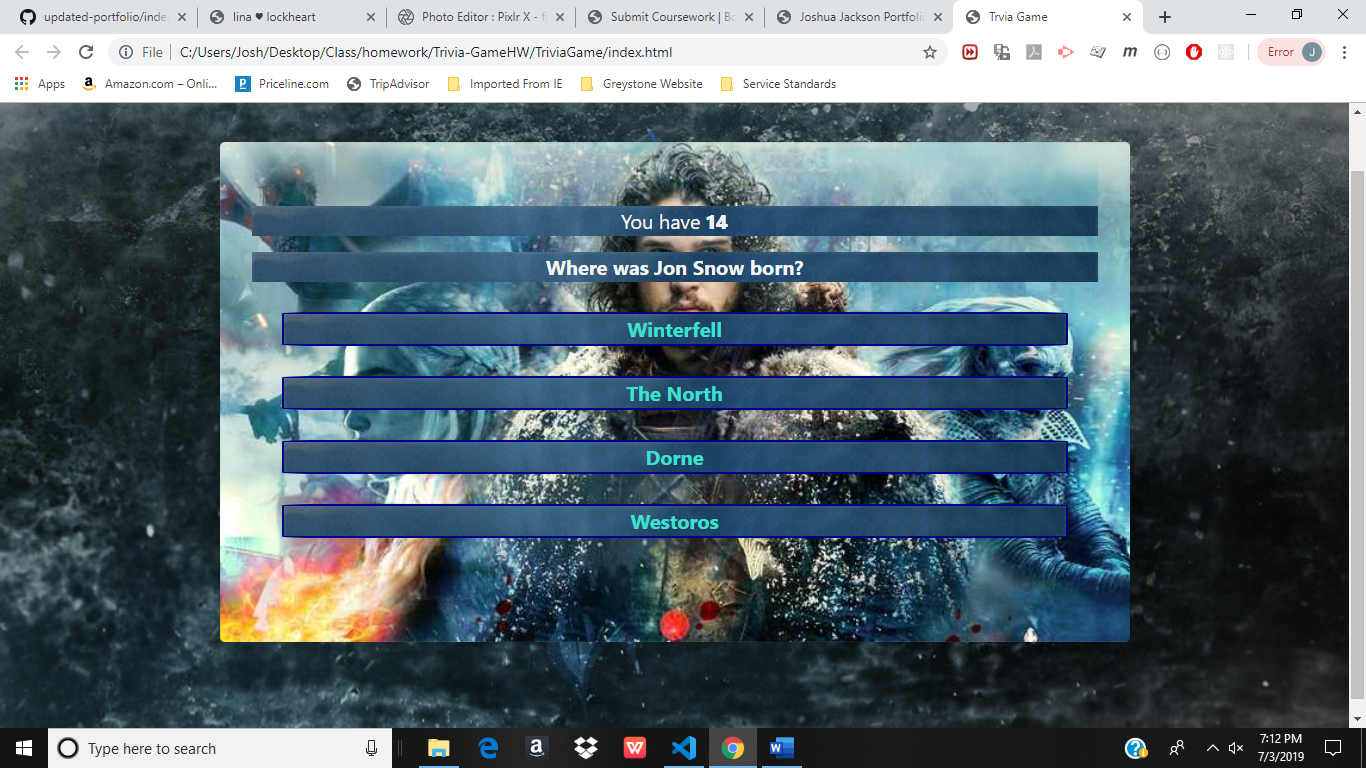 updated-portfolio/inde
lina ♥ lockheart
Photo Editor : Pixlr X - f
Submit Coursework | Bo
Joshua Jackson Portfoli
Trvia Game
File
C:/Users/Josh/Desktop/Class/homework/Trivia-GameHW/TriviaGame/index.html
m
Error
J
Apps
Amazon.com – Onli...
Priceline.com
TripAdvisor
Imported From IE
Greystone Website
Service Standards
You have 14
Where was Jon Snow born?
Winterfell
The North
Dorne
Westoros
Type here to search
7:12 PM
7/3/2019